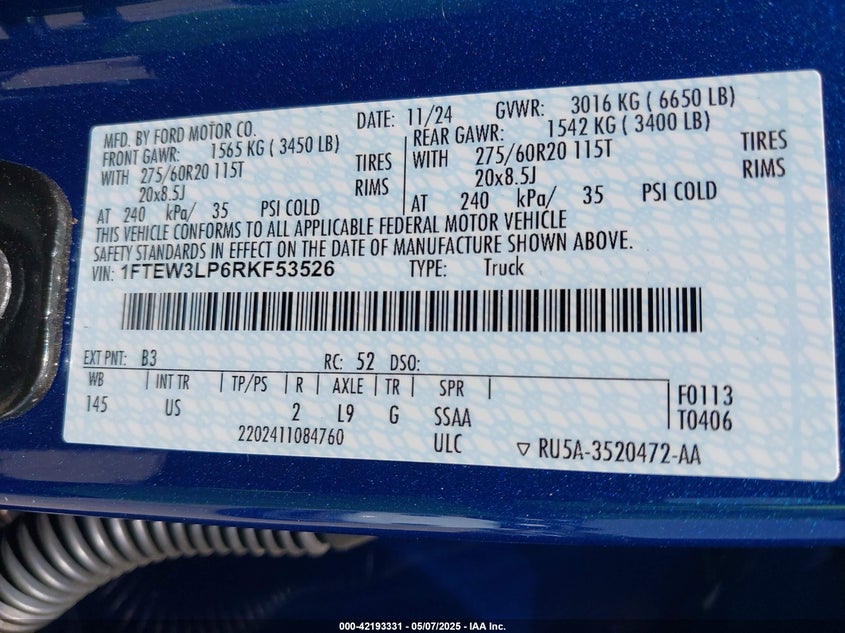 MFD. BY FORD MOTOR CO. DATE: 11/24 GVWR: 3016 KG ( 6650 LB)
FRONT GAWR: 1565 KG ( 3450 LB) REAR GAWR: 1542 KG ( 3400 LB)
WITH 275/60R20 115T TIRES WITH 275/60R20 115T TIRES
20x8.5J RIMS 20x8.5J RIMS
AT 240 kPa/ 35 PSI COLD AT 240 kPa/ 35 PSI COLD
THIS VEHICLE CONFORMS TO ALL APPLICABLE FEDERAL MOTOR VEHICLE
SAFETY STANDARDS IN EFFECT ON THE DATE OF MANUFACTURE SHOWN ABOVE.
VIN: 1FTEW3LP6RKF53526 TYPE: Truck
EXT PNT: B3 RC: 52 DSO:
WB INT TR TP/PS R AXLE TR SPR F0113
145 US 2 L9 G SSAA T0406
2202411084760 ULC ▽ RU5A-3520472-AA
000-42193331 - 05/07/2025 - IAA Inc.